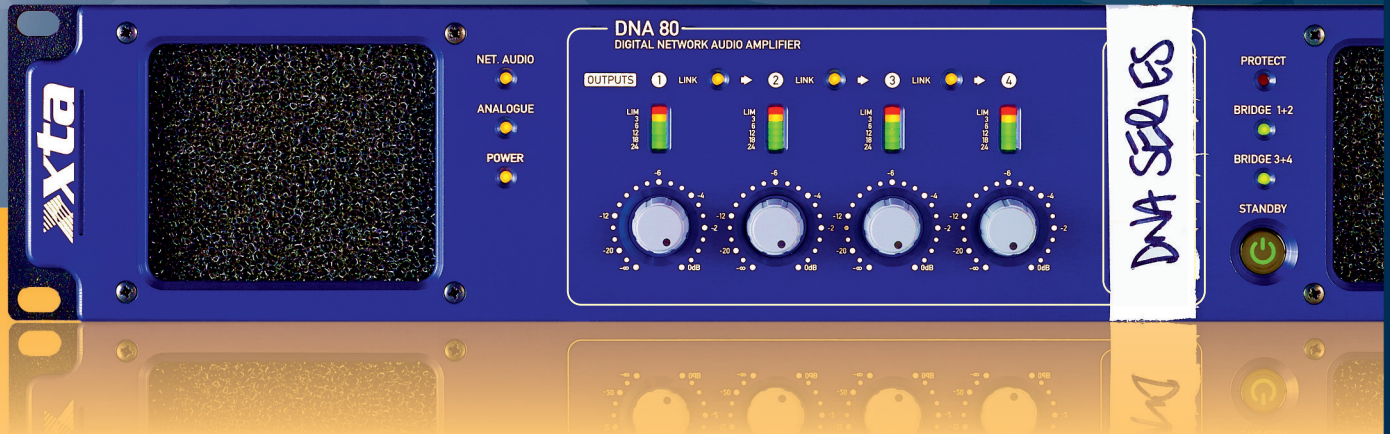 xta
NET. AUDIO
ANALOGUE
POWER
DNA 80
DIGITAL NETWORK AUDIO AMPLIFIER
OUTPUTS 1 LINK 2 LINK 3 LINK 4
LIM LIM LIM LIM
3 3 3 3
6 6 6 6
12 12 12 12
18 18 18 18
24 24 24 24
-6 -6 -6 -6
-4 -4 -4 -4
-12 -12 -12 -12
-2 -2 -2 -2
-20 -20 -20 -20
-∞ 0dB -∞ 0dB -∞ 0dB -∞ 0dB
DNA SERIES
PROTECT
BRIDGE 1+2
BRIDGE 3+4
STANDBY